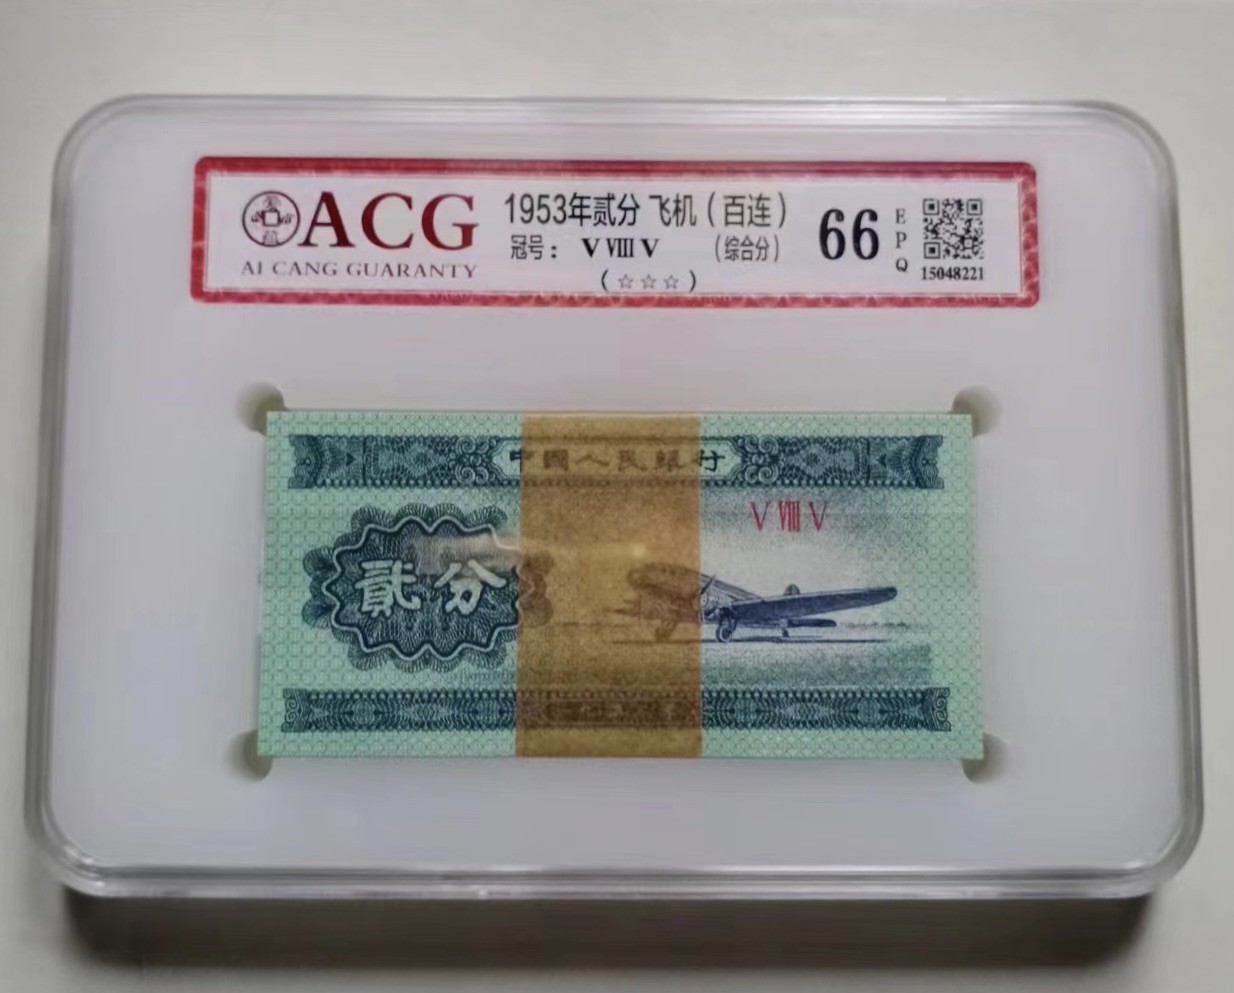 ACG
AI CANG GUARANTY
1953年贰分 飞机（百连）
冠号： V VIII V （综合分）
（☆☆☆）
66
EPQ
15048221
中國人民銀行
V VIII V
貳分